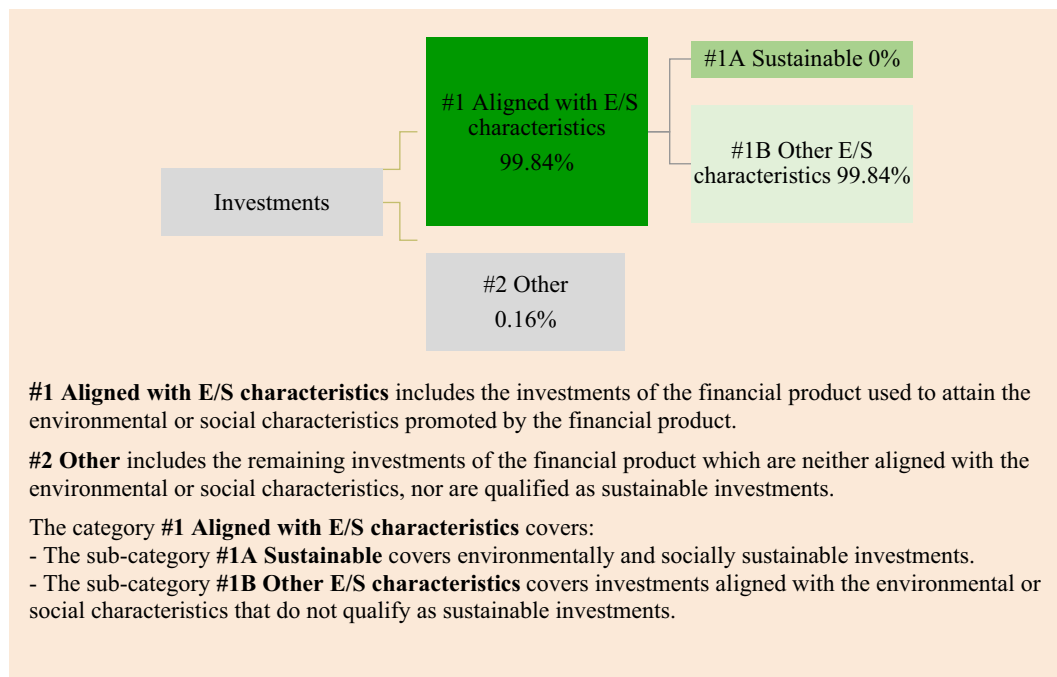 #1A Sustainable 0%
#1 Aligned with E/S
characteristics
99.84%
#1B Other E/S
characteristics 99.84%
Investments
#2 Other
0.16%
#1 Aligned with E/S characteristics includes the investments of the financial product used to attain the
environmental or social characteristics promoted by the financial product.
#2 Other includes the remaining investments of the financial product which are neither aligned with the
environmental or social characteristics, nor are qualified as sustainable investments.
The category #1 Aligned with E/S characteristics covers:
- The sub-category #1A Sustainable covers environmentally and socially sustainable investments.
- The sub-category #1B Other E/S characteristics covers investments aligned with the environmental or
social characteristics that do not qualify as sustainable investments.